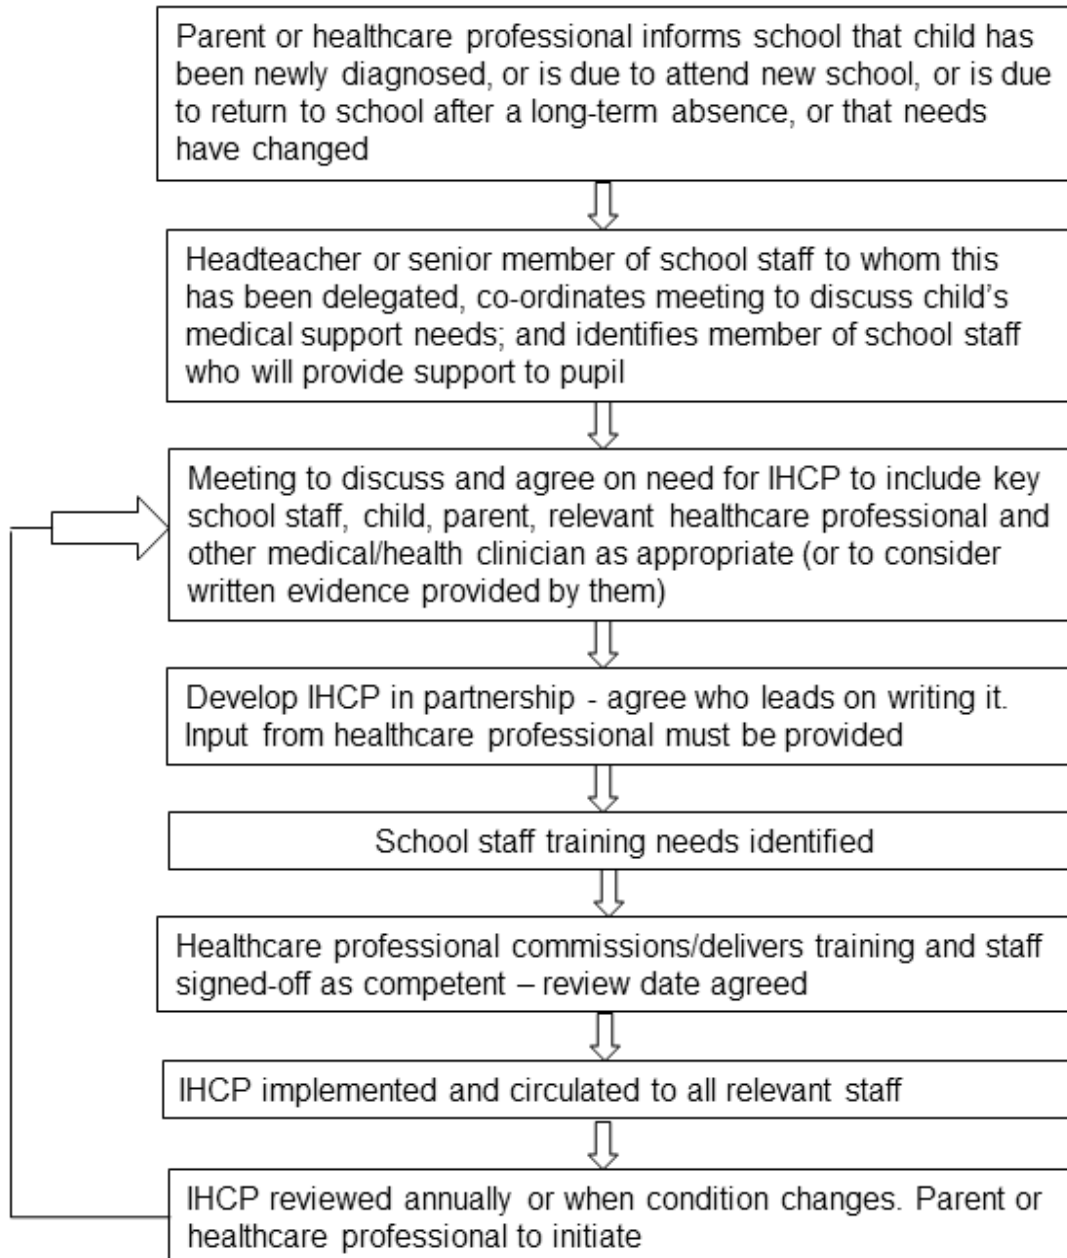 Parent or healthcare professional informs school that child has
been newly diagnosed, or is due to attend new school, or is due
to return to school after a long-term absence, or that needs
have changed
Headteacher or senior member of school staff to whom this
has been delegated, co-ordinates meeting to discuss child's
medical support needs; and identifies member of school staff
who will provide support to pupil
Meeting to discuss and agree on need for IHCP to include key
school staff, child, parent, relevant healthcare professional and
other medical/health clinician as appropriate (or to consider
written evidence provided by them)
Develop IHCP in partnership - agree who leads on writing it.
Input from healthcare professional must be provided
School staff training needs identified
Healthcare professional commissions/delivers training and staff
signed-off as competent – review date agreed
IHCP implemented and circulated to all relevant staff
IHCP reviewed annually or when condition changes. Parent or
healthcare professional to initiate